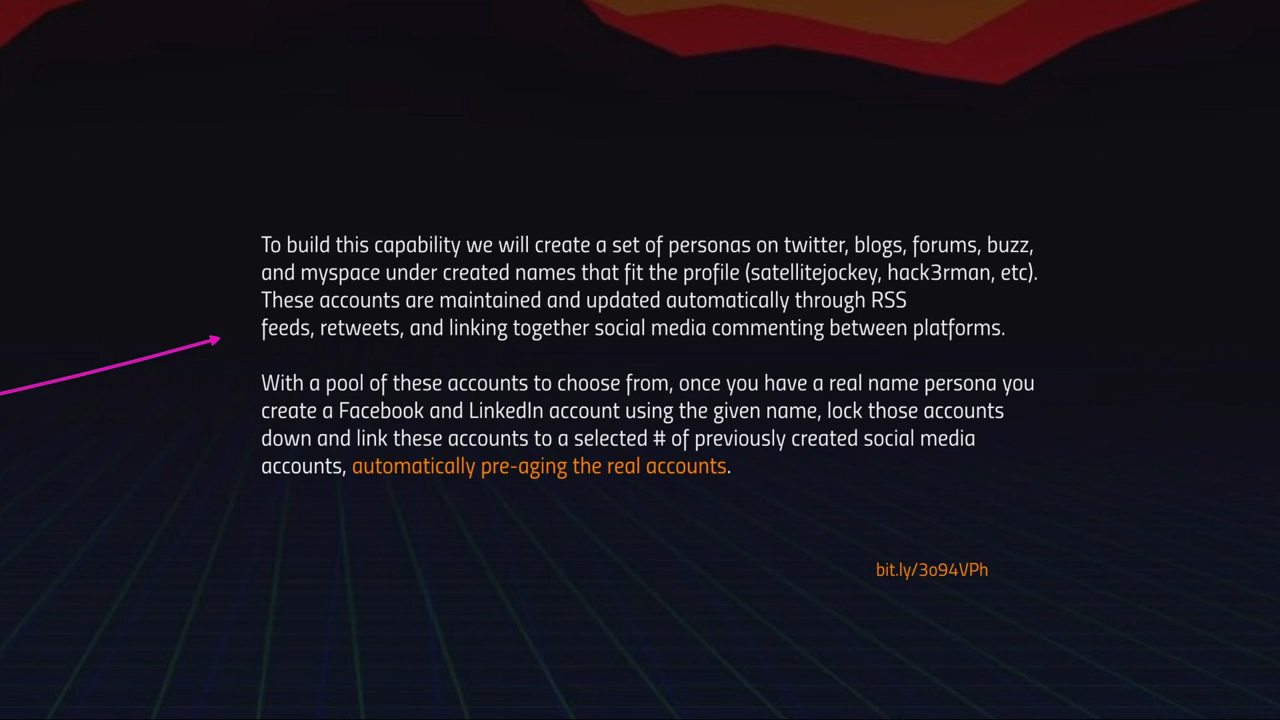 To build this capability we will create a set of personas on twitter, blogs, forums, buzz,
and myspace under created names that fit the profile (satellitejockey, hack3rman, etc).
These accounts are maintained and updated automatically through RSS
feeds, retweets, and linking together social media commenting between platforms.
With a pool of these accounts to choose from, once you have a real name persona you
create a Facebook and LinkedIn account using the given name, lock those accounts
down and link these accounts to a selected # of previously created social media
accounts, automatically pre-aging the real accounts.
bit.ly/3o94VPh